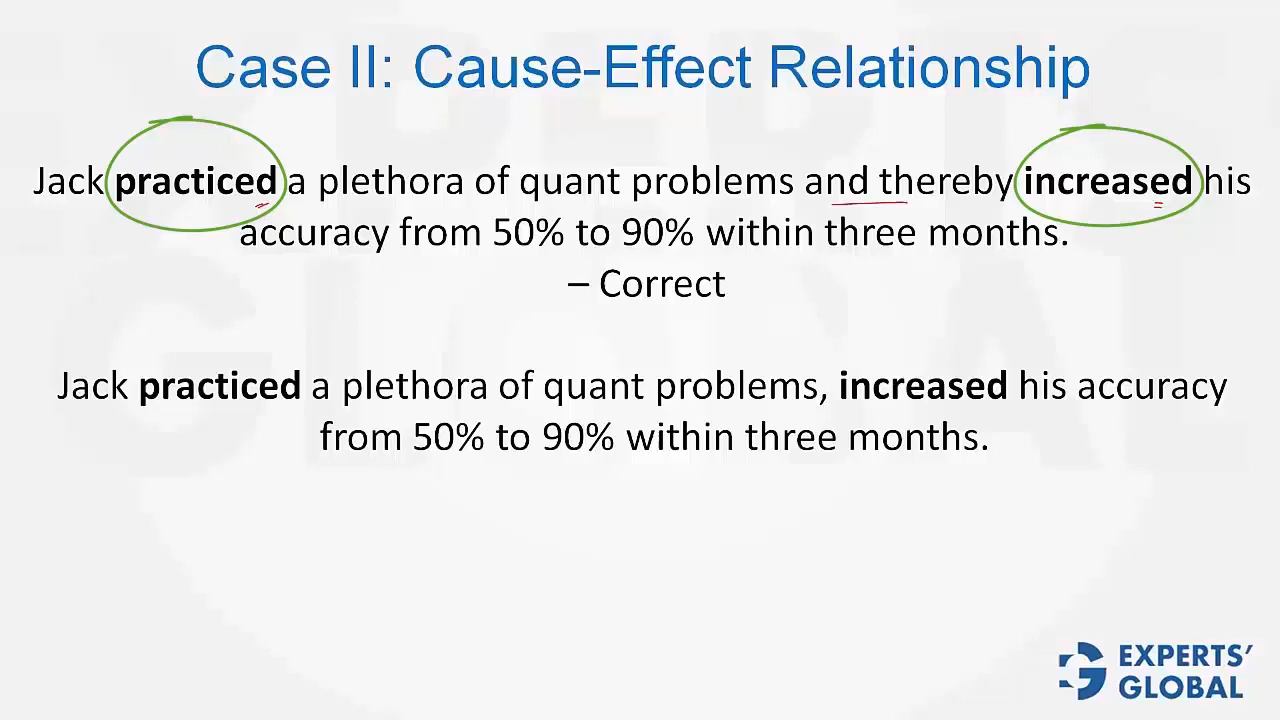 Case II: Cause-Effect Relationship
Jack practiced a plethora of quant problems and thereby increased his
accuracy from 50% to 90% within three months.
– Correct
Jack practiced a plethora of quant problems, increased his accuracy
from 50% to 90% within three months.
EXPERTS’
GLOBAL